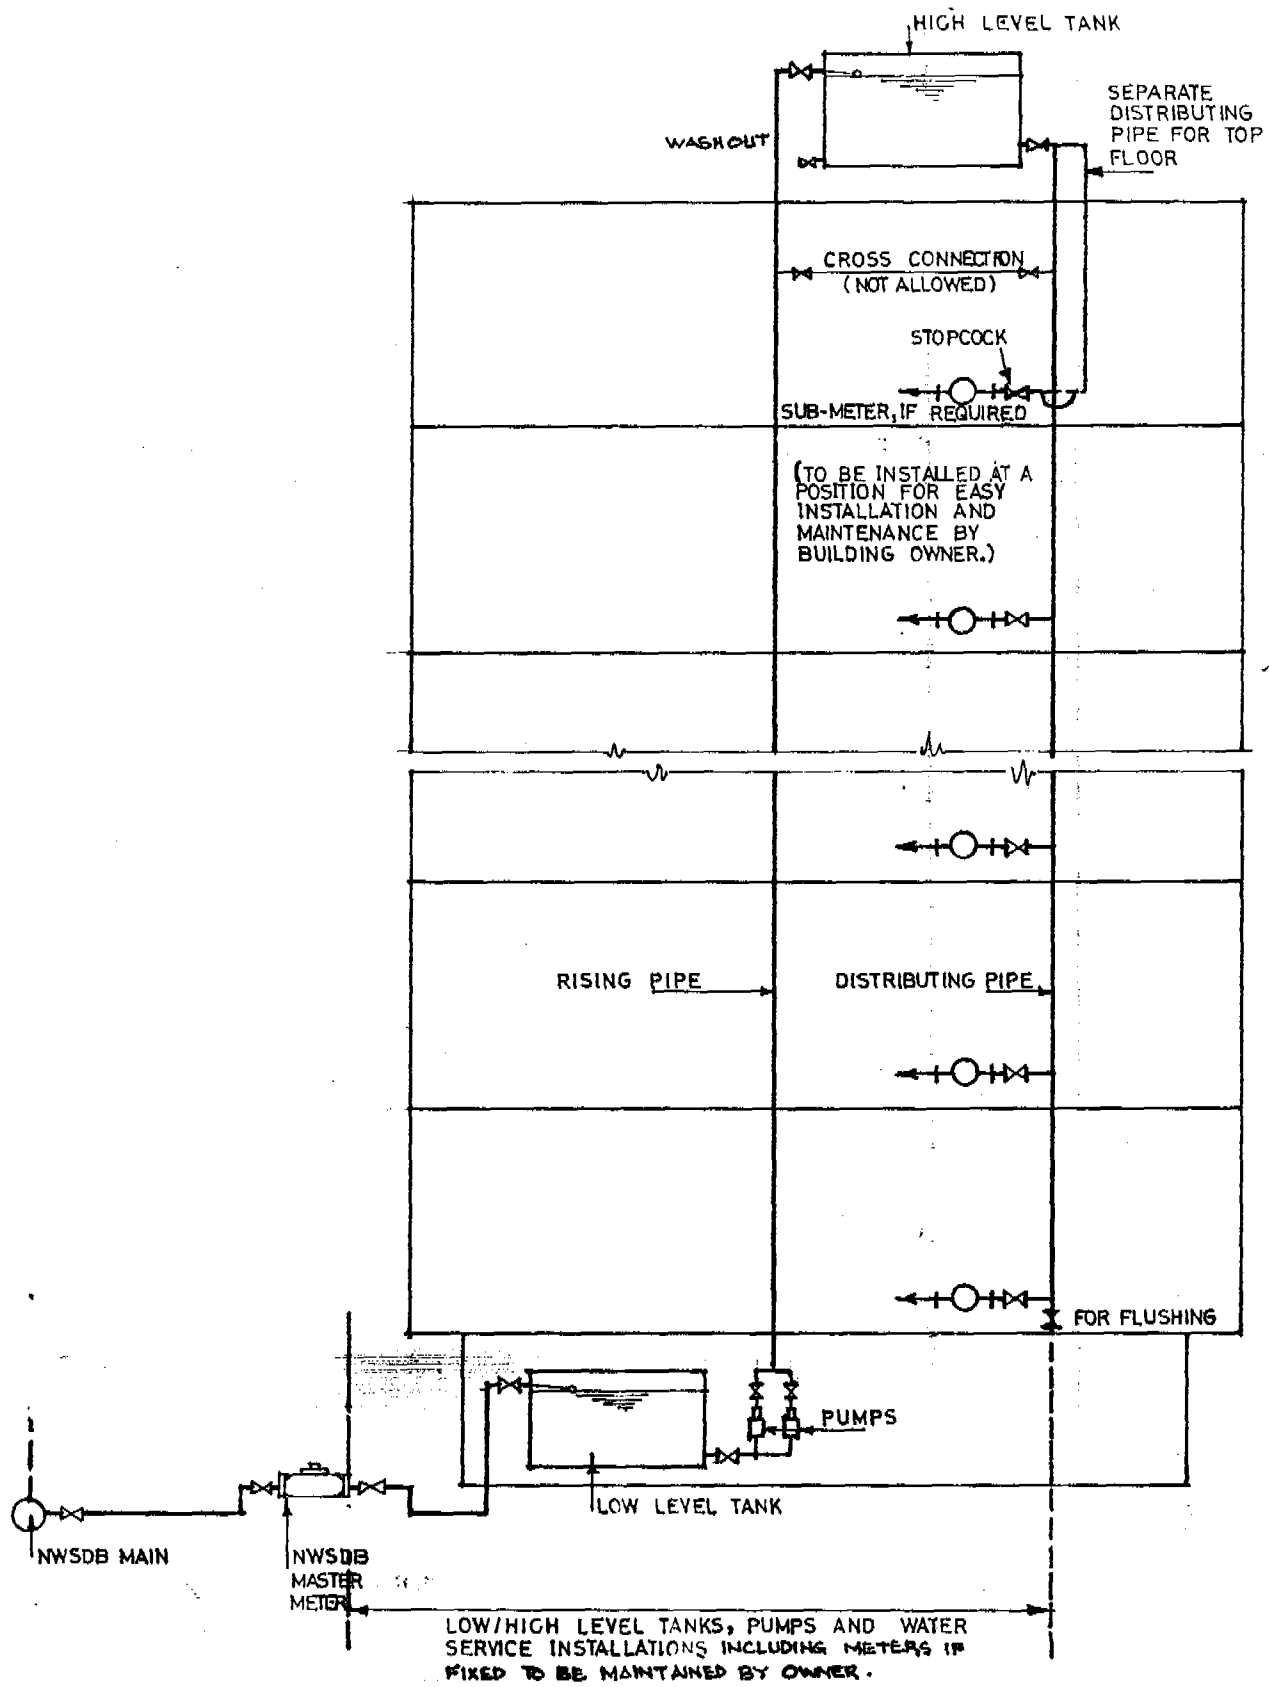 HIGH LEVEL TANK
SEPARATE
DISTRIBUTING
PIPE FOR TOP
FLOOR
WASHOUT
CROSS CONNECTION
(NOT ALLOWED)
STOPCOCK
SUB-METER, IF REQUIRED
(TO BE INSTALLED AT A
POSITION FOR EASY
INSTALLATION AND
MAINTENANCE BY
BUILDING OWNER.)
RISING PIPE
DISTRIBUTING PIPE
FOR FLUSHING
PUMPS
LOW LEVEL TANK
NWSDB MAIN
NWSDB
MASTER
METER
LOW/HIGH LEVEL TANKS, PUMPS AND WATER
SERVICE INSTALLATIONS INCLUDING METERS IF
FIXED TO BE MAINTAINED BY OWNER.